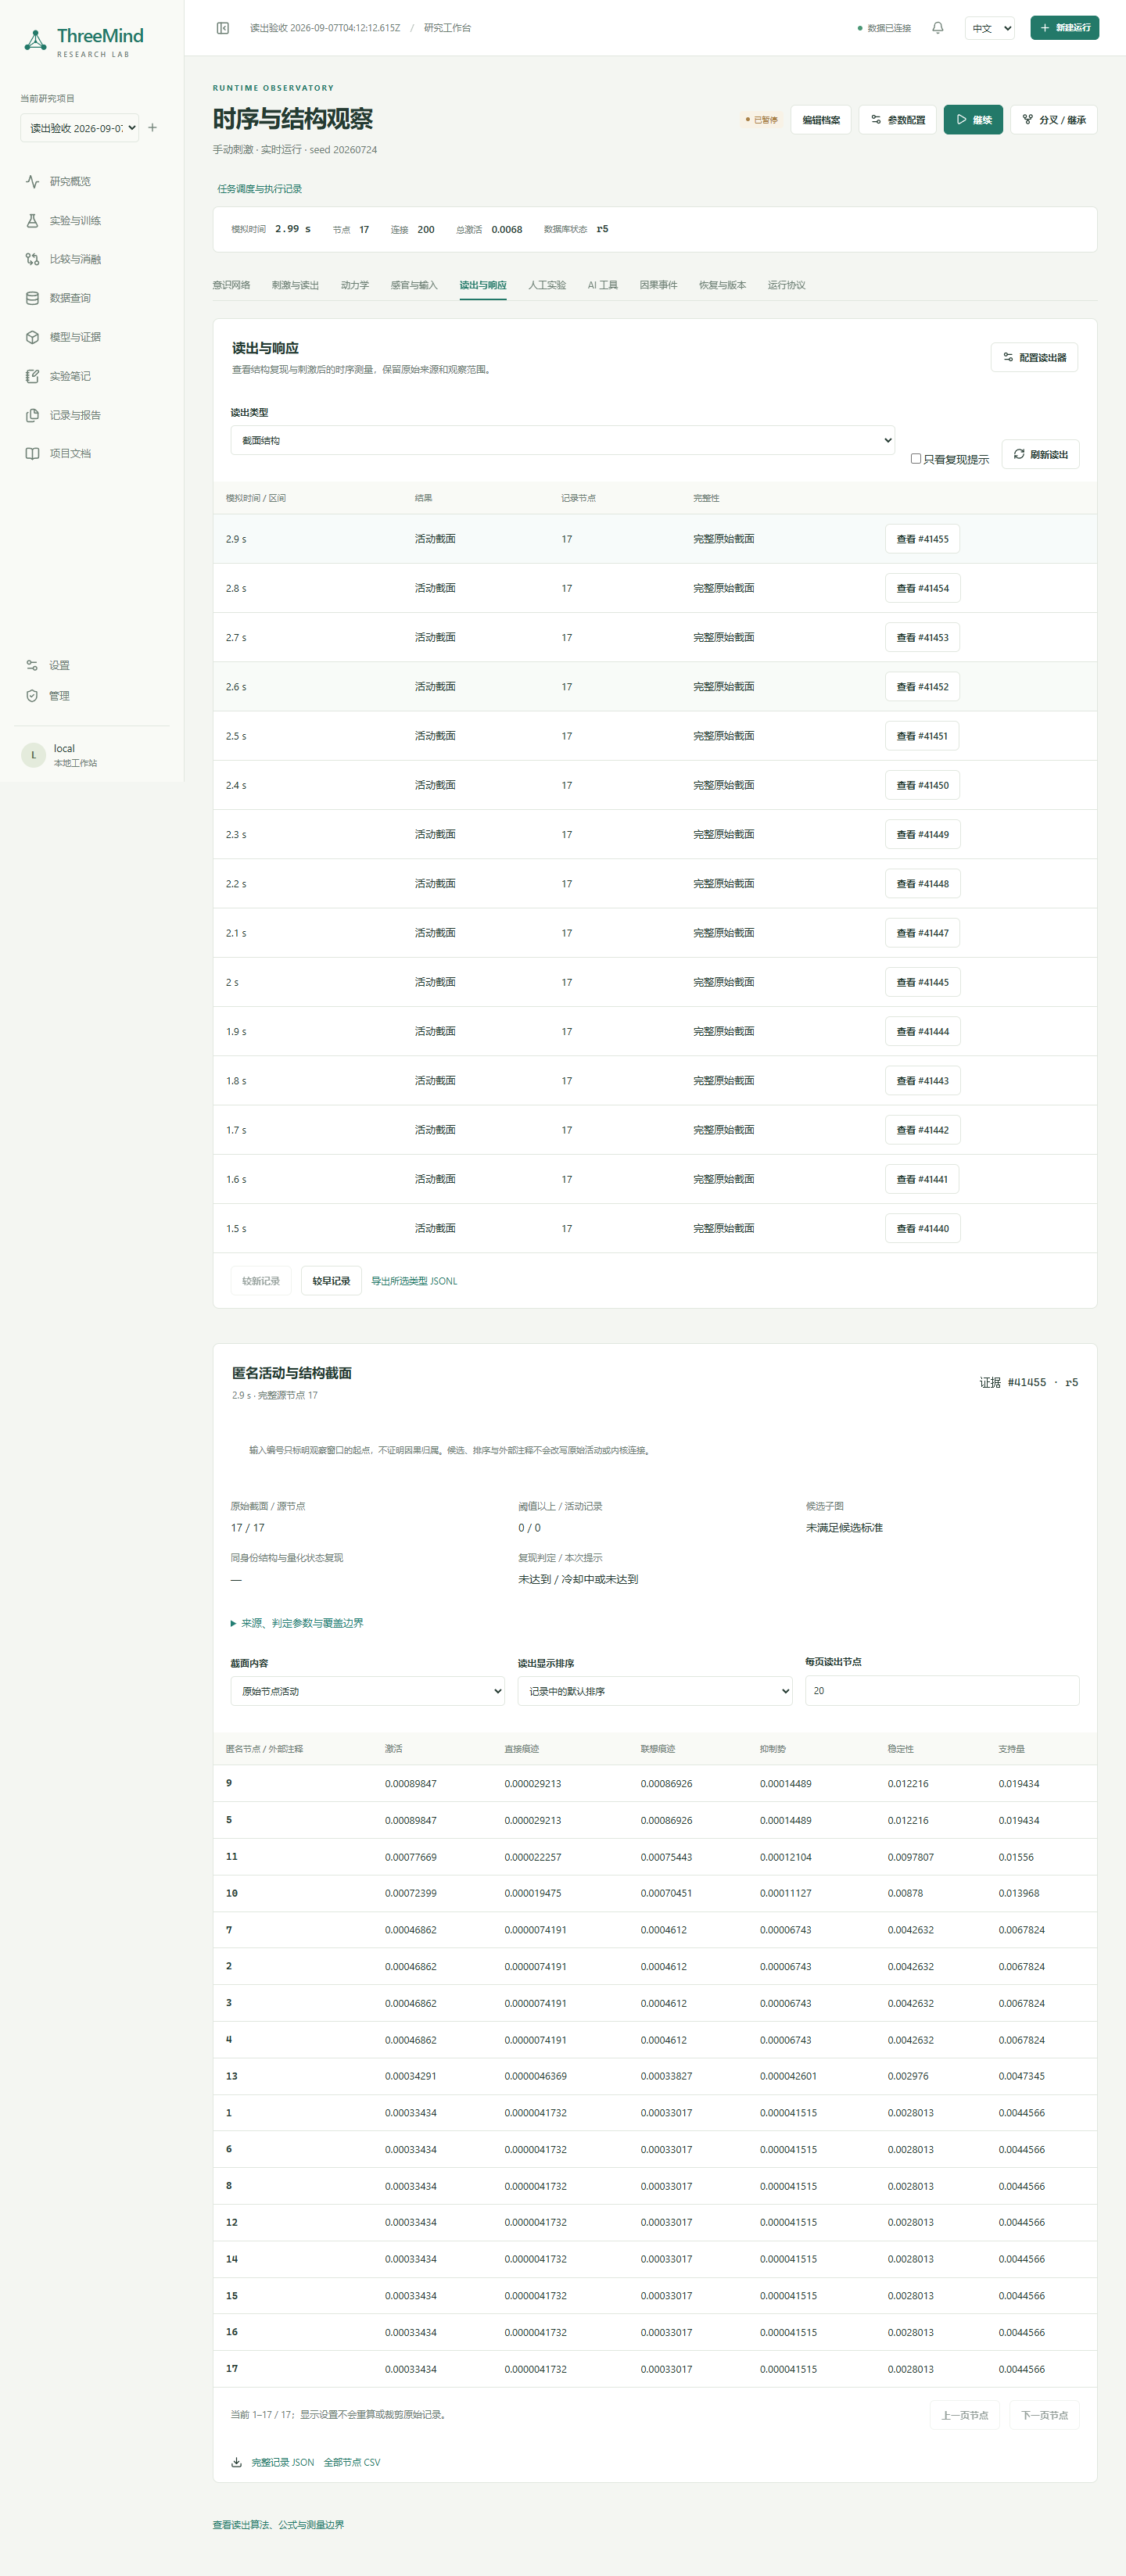 ThreeMind
RESEARCH LAB
当前研究项目
读出验收 2026-09-07
研究概览
实验与训练
比较与消融
数据查询
模型与证据
实验笔记
记录与报告
项目文档
设置
管理
L
local
本地工作站
读出验收 2026-09-07T04:12:12.615Z / 研究工作台
数据已连接
中文
新建运行
RUNTIME OBSERVATORY
时序与结构观察
手动刺激 · 实时运行 · seed 20260724
已暂停
编辑档案
参数配置
继续
分叉 / 继承
任务调度与执行记录
模拟时间 2.99 s 节点 17 连接 200 总激活 0.0068 数据库状态 r5
意识网络 刺激与读出 动力学 感官与输入 读出与响应 人工实验 AI 工具 因果事件 恢复与版本 运行协议
读出与响应
查看结构复现与刺激后的时序测量，保留原始来源和观察范围。
配置读出器
读出类型
截面结构
只看复现提示
刷新读出
模拟时间 / 区间 结果 记录节点 完整性
2.9 s 活动截面 17 完整原始截面 查看 #41455
2.8 s 活动截面 17 完整原始截面 查看 #41454
2.7 s 活动截面 17 完整原始截面 查看 #41453
2.6 s 活动截面 17 完整原始截面 查看 #41452
2.5 s 活动截面 17 完整原始截面 查看 #41451
2.4 s 活动截面 17 完整原始截面 查看 #41450
2.3 s 活动截面 17 完整原始截面 查看 #41449
2.2 s 活动截面 17 完整原始截面 查看 #41448
2.1 s 活动截面 17 完整原始截面 查看 #41447
2 s 活动截面 17 完整原始截面 查看 #41445
1.9 s 活动截面 17 完整原始截面 查看 #41444
1.8 s 活动截面 17 完整原始截面 查看 #41443
1.7 s 活动截面 17 完整原始截面 查看 #41442
1.6 s 活动截面 17 完整原始截面 查看 #41441
1.5 s 活动截面 17 完整原始截面 查看 #41440
较新记录 较早记录 导出所选类型 JSONL
匿名活动与结构截面
2.9 s · 完整源节点 17
证据 #41455 · r5
输入编号只标明观察窗口的起点，不证明因果归属。候选、排序与外部注释不会改写原始活动或内核连接。
原始截面 / 源节点 阈值以上 / 活动记录 候选子图
17 / 17 0 / 0 未满足候选标准
同身份结构与量化状态复现 复现判定 / 本次提示
— 未达到 / 冷却中或未达到
来源、判定参数与覆盖边界
截面内容 读出显示排序 每页读出节点
原始节点活动 记录中的默认排序 20
匿名节点 / 外部注释 激活 直接痕迹 联想痕迹 抑制势 稳定性 支持量
9 0.00089847 0.000029213 0.00086926 0.00014489 0.012216 0.019434
5 0.00089847 0.000029213 0.00086926 0.00014489 0.012216 0.019434
11 0.00077669 0.000022257 0.00075443 0.00012104 0.0097807 0.01556
10 0.00072399 0.000019475 0.00070451 0.00011127 0.00878 0.013968
7 0.00046862 0.0000074191 0.0004612 0.00006743 0.0042632 0.0067824
2 0.00046862 0.0000074191 0.0004612 0.00006743 0.0042632 0.0067824
3 0.00046862 0.0000074191 0.0004612 0.00006743 0.0042632 0.0067824
4 0.00046862 0.0000074191 0.0004612 0.00006743 0.0042632 0.0067824
13 0.00034291 0.0000046369 0.00033827 0.000042601 0.002976 0.0047345
1 0.00033434 0.0000041732 0.00033017 0.000041515 0.0028013 0.0044566
6 0.00033434 0.0000041732 0.00033017 0.000041515 0.0028013 0.0044566
8 0.00033434 0.0000041732 0.00033017 0.000041515 0.0028013 0.0044566
12 0.00033434 0.0000041732 0.00033017 0.000041515 0.0028013 0.0044566
14 0.00033434 0.0000041732 0.00033017 0.000041515 0.0028013 0.0044566
15 0.00033434 0.0000041732 0.00033017 0.000041515 0.0028013 0.0044566
16 0.00033434 0.0000041732 0.00033017 0.000041515 0.0028013 0.0044566
17 0.00033434 0.0000041732 0.00033017 0.000041515 0.0028013 0.0044566
当前 1–17 / 17；显示设置不会重算或裁剪原始记录。
上一页节点 下一页节点
完整记录 JSON 全部节点 CSV
查看读出算法、公式与测量边界